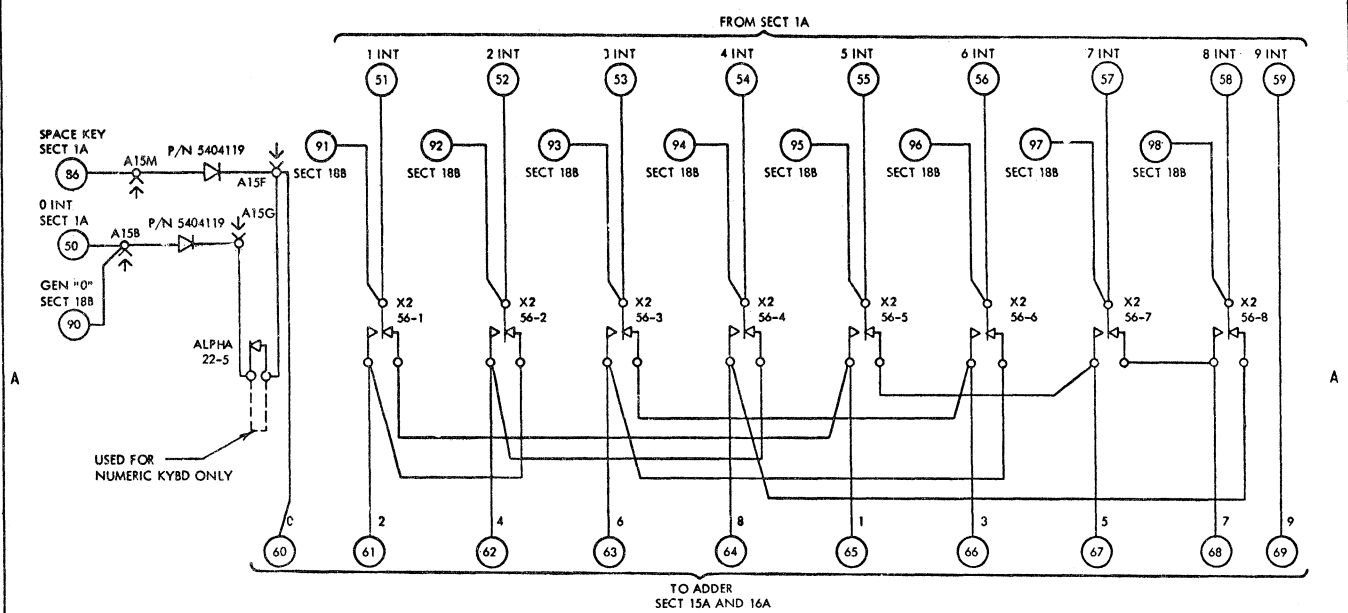 FROM SECT 1A
1 INT
2 INT
3 INT
4 INT
5 INT
6 INT
7 INT
8 INT
9 INT
51
52
53
54
55
56
57
58
59
SPACE KEY
SECT 1A
86
A15M
P/N 5404119
A15F
0 INT
SECT 1A
50
A15B
P/N 5404119
A15G
GEN "0"
SECT 18B
90
91
SECT 18B
92
SECT 18B
93
SECT 18B
94
SECT 18B
95
SECT 18B
96
SECT 18B
97
SECT 18B
98
SECT 18B
X2
56-1
X2
56-2
X2
56-3
X2
56-4
X2
56-5
X2
56-6
X2
56-7
X2
56-8
ALPHA
22-5
A
A
USED FOR
NUMERIC KYBD ONLY
2
4
6
8
1
3
5
7
9
60
61
62
63
64
65
66
67
68
69
TO ADDER
SECT 15A AND 16A